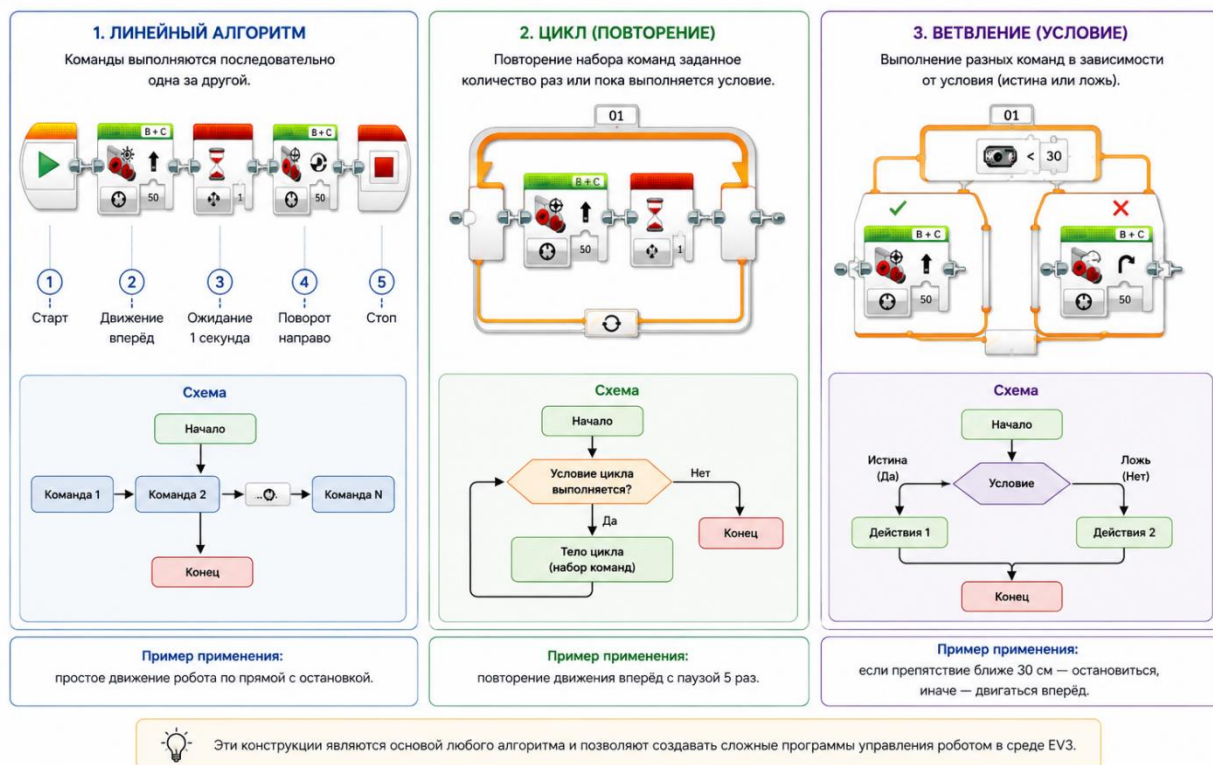 1. ЛИНЕЙНЫЙ АЛГОРИТМ
Команды выполняются последовательно
одна за другой.
B + C
B + C
50
1
50
1
2
3
4
5
Старт
Движение
вперёд
Ожидание
1 секунда
Поворот
направо
Стоп
Схема
Начало
Команда 1
Команда 2
Команда N
Конец
Пример применения:
простое движение робота по прямой с остановкой.
2. ЦИКЛ (ПОВТОРЕНИЕ)
Повторение набора команд заданное
количество раз или пока выполняется условие.
01
B + C
50
1
Схема
Начало
Условие цикла
выполняется?
Нет
Да
Конец
Тело цикла
(набор команд)
Пример применения:
повторение движения вперёд с паузой 5 раз.
3. ВЕТВЛЕНИЕ (УСЛОВИЕ)
Выполнение разных команд в зависимости
от условия (истина или ложь).
01
< 30
B + C
B + C
50
50
Схема
Начало
Истина
(Да)
Условие
Ложь
(Нет)
Действия 1
Действия 2
Конец
Пример применения:
если препятствие ближе 30 см — остановиться,
иначе — двигаться вперёд.
Эти конструкции являются основой любого алгоритма и позволяют создавать сложные программы управления роботом в среде EV3.